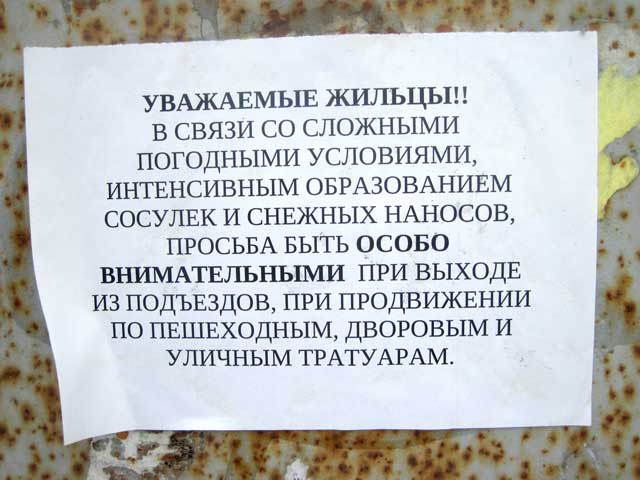 УВАЖАЕМЫЕ ЖИЛЬЦЫ!!
В СВЯЗИ СО СЛОЖНЫМИ
ПОГОДНЫМИ УСЛОВИЯМИ,
ИНТЕНСИВНЫМ ОБРАЗОВАНИЕМ
СОСУЛЕК И СНЕЖНЫХ НАНОСОВ,
ПРОСЬБА БЫТЬ ОСОБО
ВНИМАТЕЛЬНЫМИ ПРИ ВЫХОДЕ
ИЗ ПОДЪЕЗДОВ, ПРИ ПРОДВИЖЕНИИ
ПО ПЕШЕХОДНЫМ, ДВОРОВЫМ И
УЛИЧНЫМ ТРАТУАРАМ.